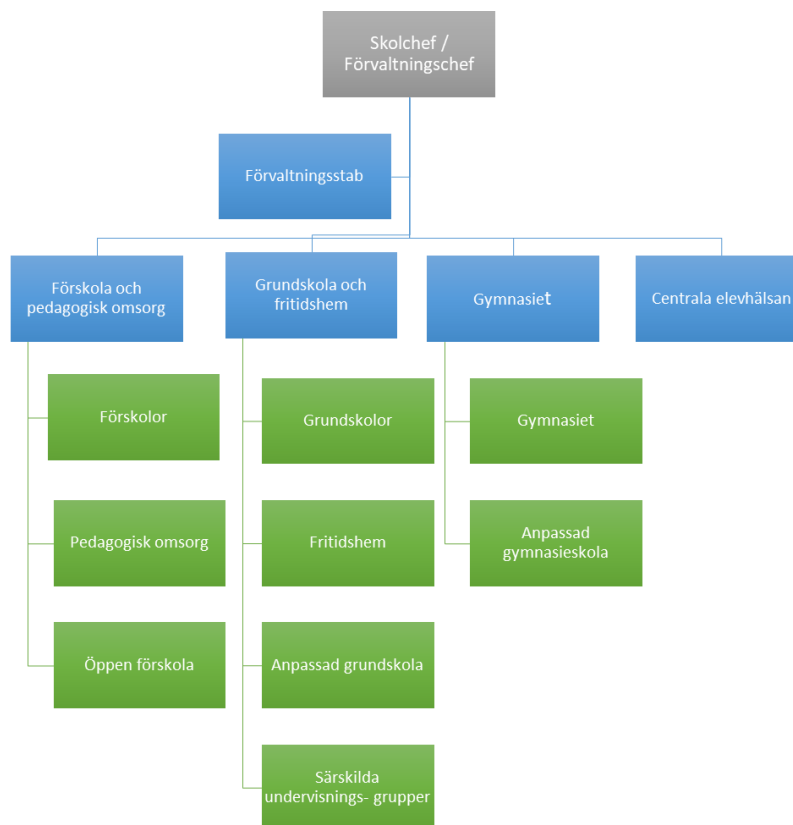 Skolchef /
Förvaltningschef
Förvaltningsstab
Förskola och
pedagogisk omsorg
Grundskola och
fritidshem
Gymnasiet
Centrala elevhälsan
Förskolor
Grundskolor
Gymnasiet
Pedagogisk omsorg
Fritidshem
Anpassad
gymnasieskola
Öppen förskola
Anpassad grundskola
Särskilda
undervisnings- grupper